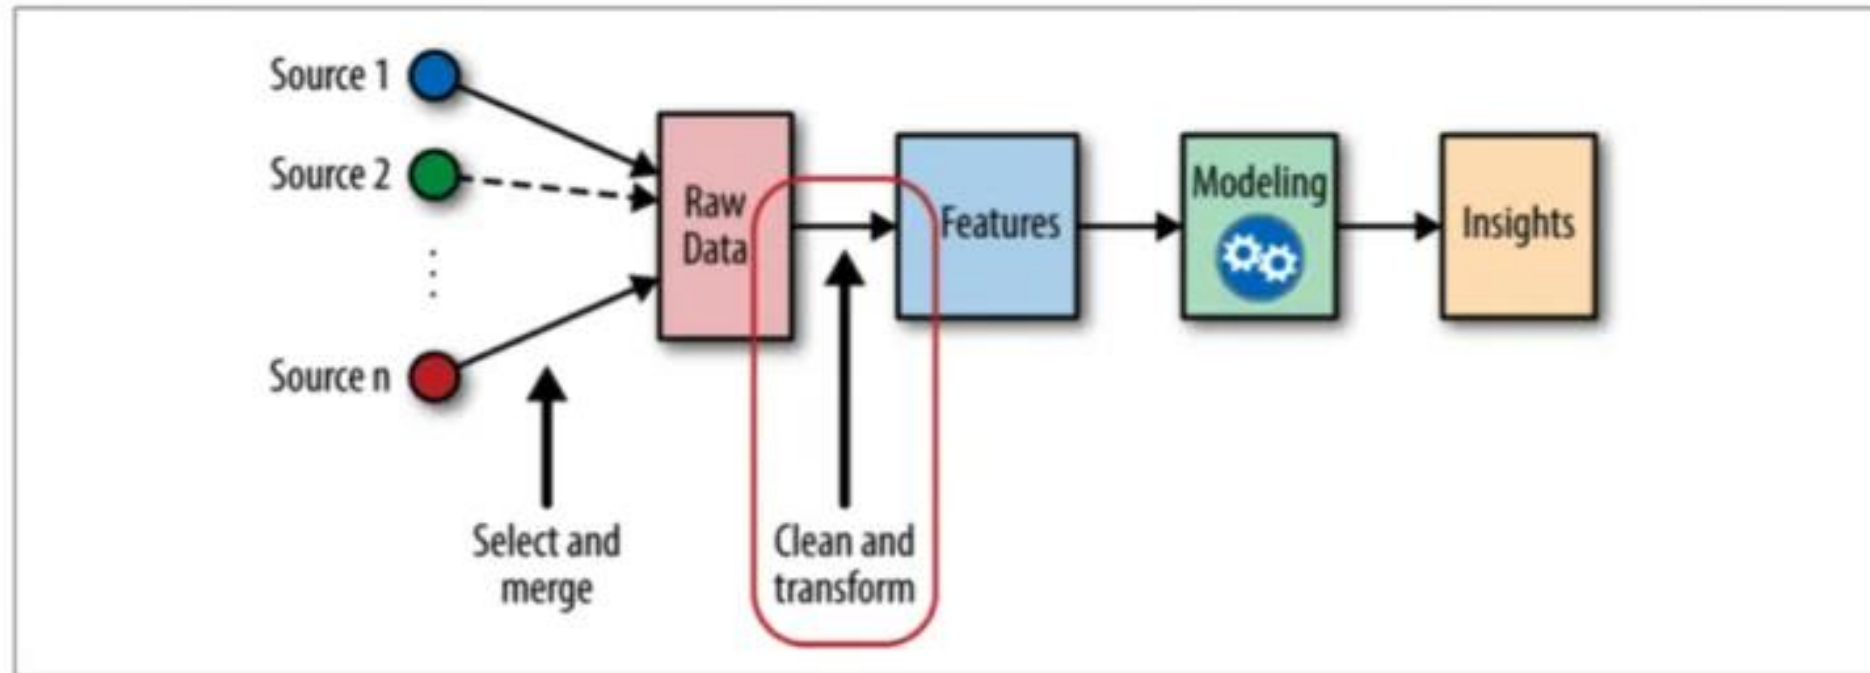 Source 1
Source 2
Source n
Select and
merge
Raw
Data
Clean and
transform
Features
Modeling
Insights